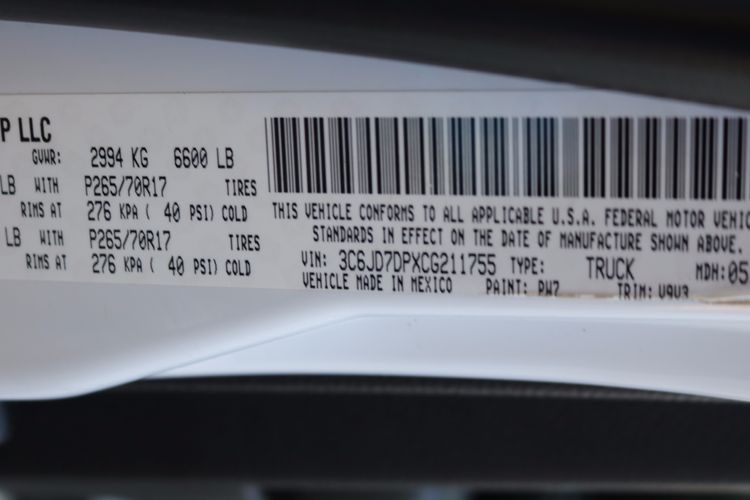 P LLC
GVWR: 2994 KG 6600 LB
LB WITH P265/70R17 TIRES
RIMS AT 276 KPA ( 40 PSI) COLD
LB WITH P265/70R17 TIRES
RIMS AT 276 KPA ( 40 PSI) COLD
THIS VEHICLE CONFORMS TO ALL APPLICABLE U.S.A. FEDERAL MOTOR VEHIC
STANDARDS IN EFFECT ON THE DATE OF MANUFACTURE SHOWN ABOVE.
VIN: 3C6JD7DPXCG211755 TYPE: TRUCK MDH: 05
VEHICLE MADE IN MEXICO PAINT: PW7 TRIM: V9V3